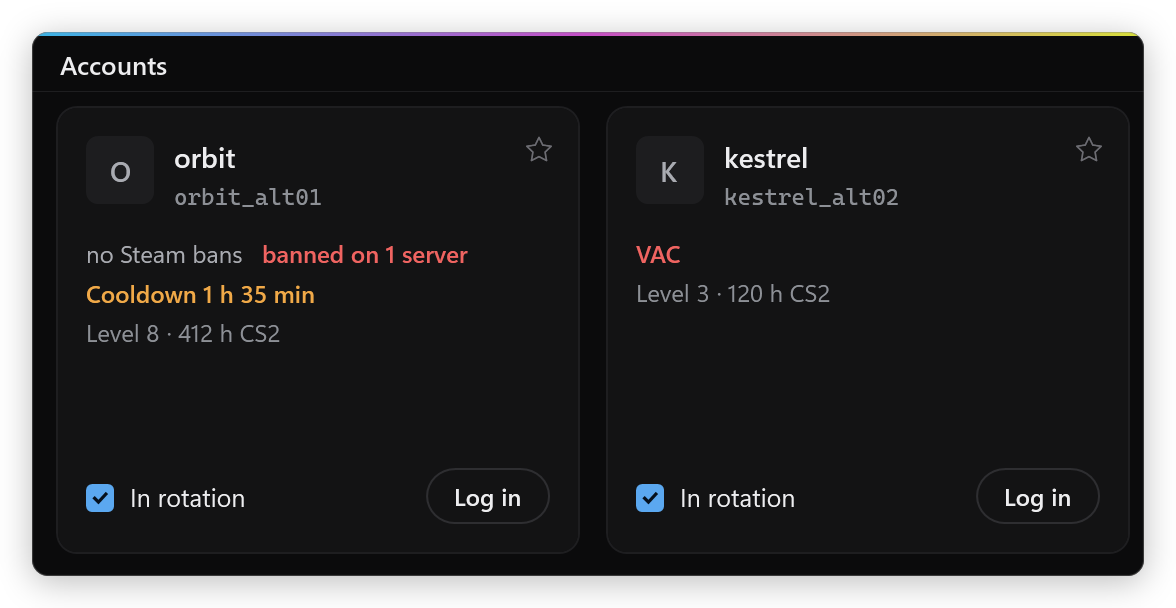 Accounts
O
orbit
orbit_alt01
no Steam bans banned on 1 server
Cooldown 1 h 35 min
Level 8 · 412 h CS2
In rotation
Log in
K
kestrel
kestrel_alt02
VAC
Level 3 · 120 h CS2
In rotation
Log in